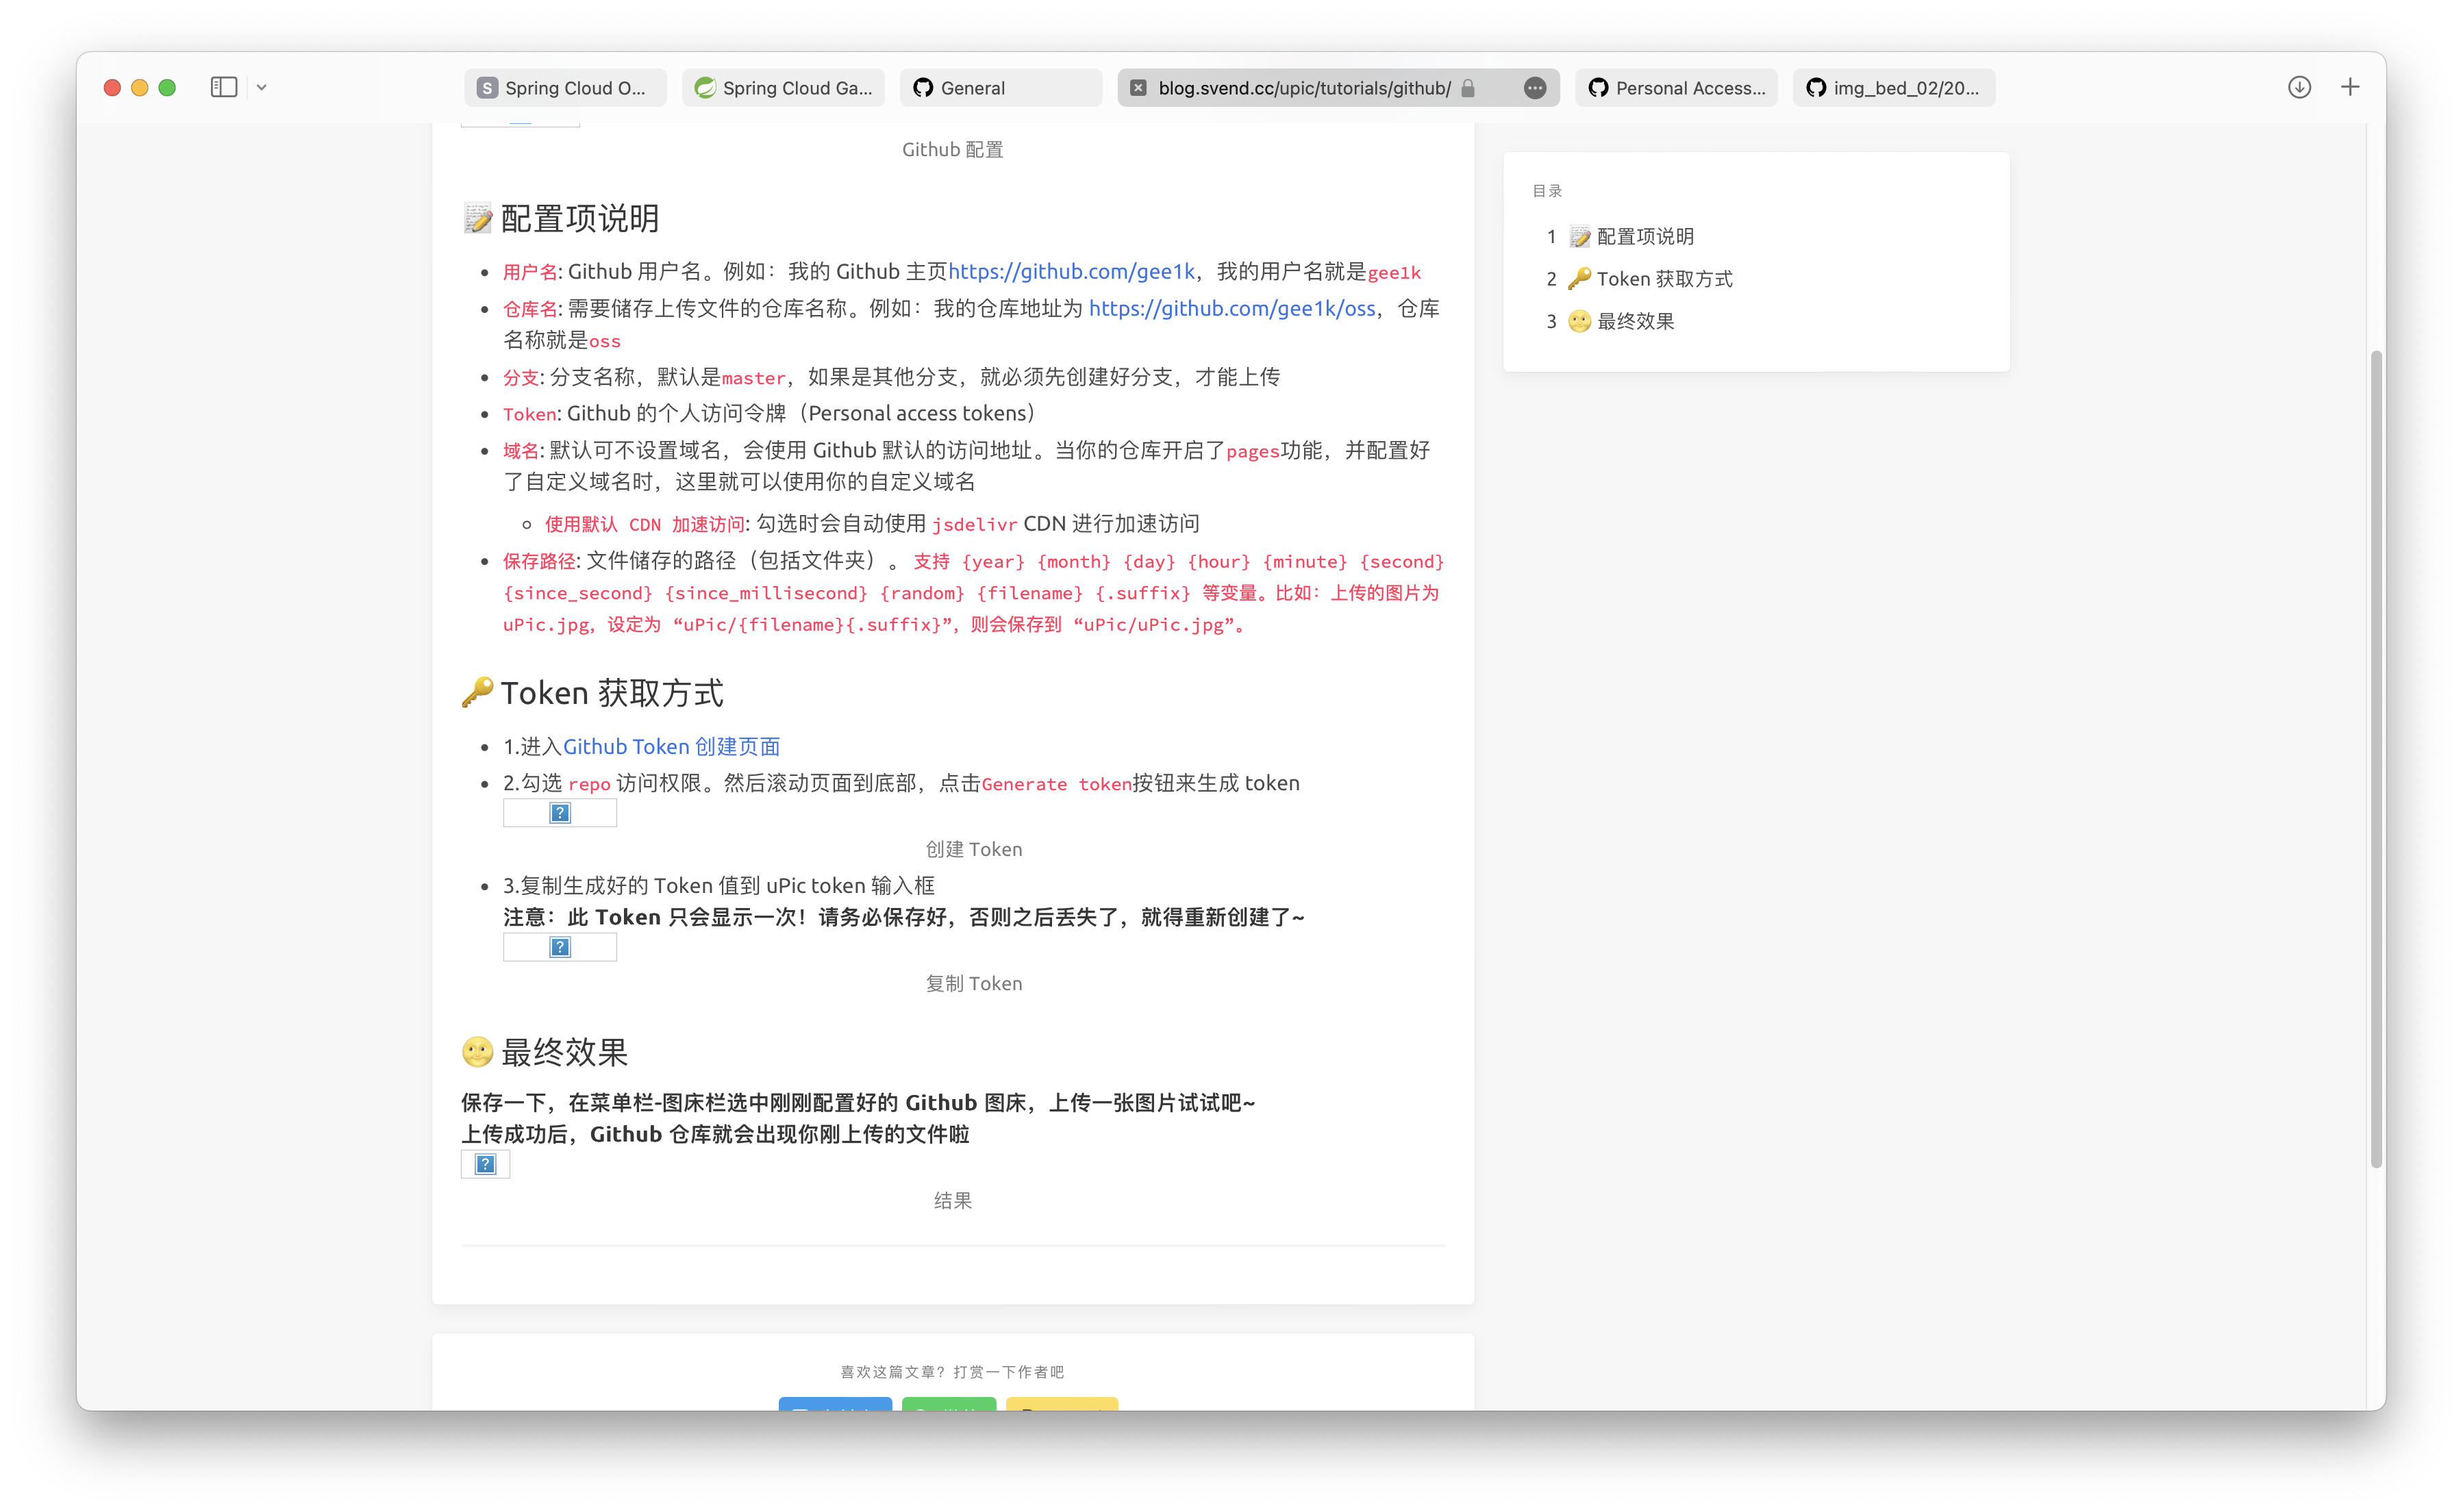 Spring Cloud O...
Spring Cloud Ga...
General
blog.svend.cc/upic/tutorials/github/
Personal Access...
img_bed_02/20...
Github 配置
📝 配置项说明
用户名: Github 用户名。例如：我的 Github 主页https://github.com/gee1k，我的用户名就是gee1k
仓库名: 需要储存上传文件的仓库名称。例如：我的仓库地址为 https://github.com/gee1k/oss，仓库
名称就是oss
分支: 分支名称，默认是master，如果是其他分支，就必须先创建好分支，才能上传
Token: Github 的个人访问令牌（Personal access tokens）
域名: 默认可不设置域名，会使用 Github 默认的访问地址。当你的仓库开启了pages功能，并配置好
了自定义域名时，这里就可以使用你的自定义域名
使用默认 CDN 加速访问: 勾选时会自动使用 jsdelivr CDN 进行加速访问
保存路径: 文件储存的路径（包括文件夹）。 支持 {year} {month} {day} {hour} {minute} {second}
{since_second} {since_millisecond} {random} {filename} {.suffix} 等变量。比如：上传的图片为
uPic.jpg，设定为 “uPic/{filename}{.suffix}”，则会保存到 “uPic/uPic.jpg”。
🔑 Token 获取方式
1.进入Github Token 创建页面
2.勾选 repo 访问权限。然后滚动页面到底部，点击Generate token按钮来生成 token
创建 Token
3.复制生成好的 Token 值到 uPic token 输入框
注意：此 Token 只会显示一次！请务必保存好，否则之后丢失了，就得重新创建了~
复制 Token
🌝 最终效果
保存一下，在菜单栏-图床栏选中刚刚配置好的 Github 图床，上传一张图片试试吧~
上传成功后，Github 仓库就会出现你刚上传的文件啦
结果
喜欢这篇文章？打赏一下作者吧
目录
1 📝 配置项说明
2 🔑 Token 获取方式
3 🌝 最终效果